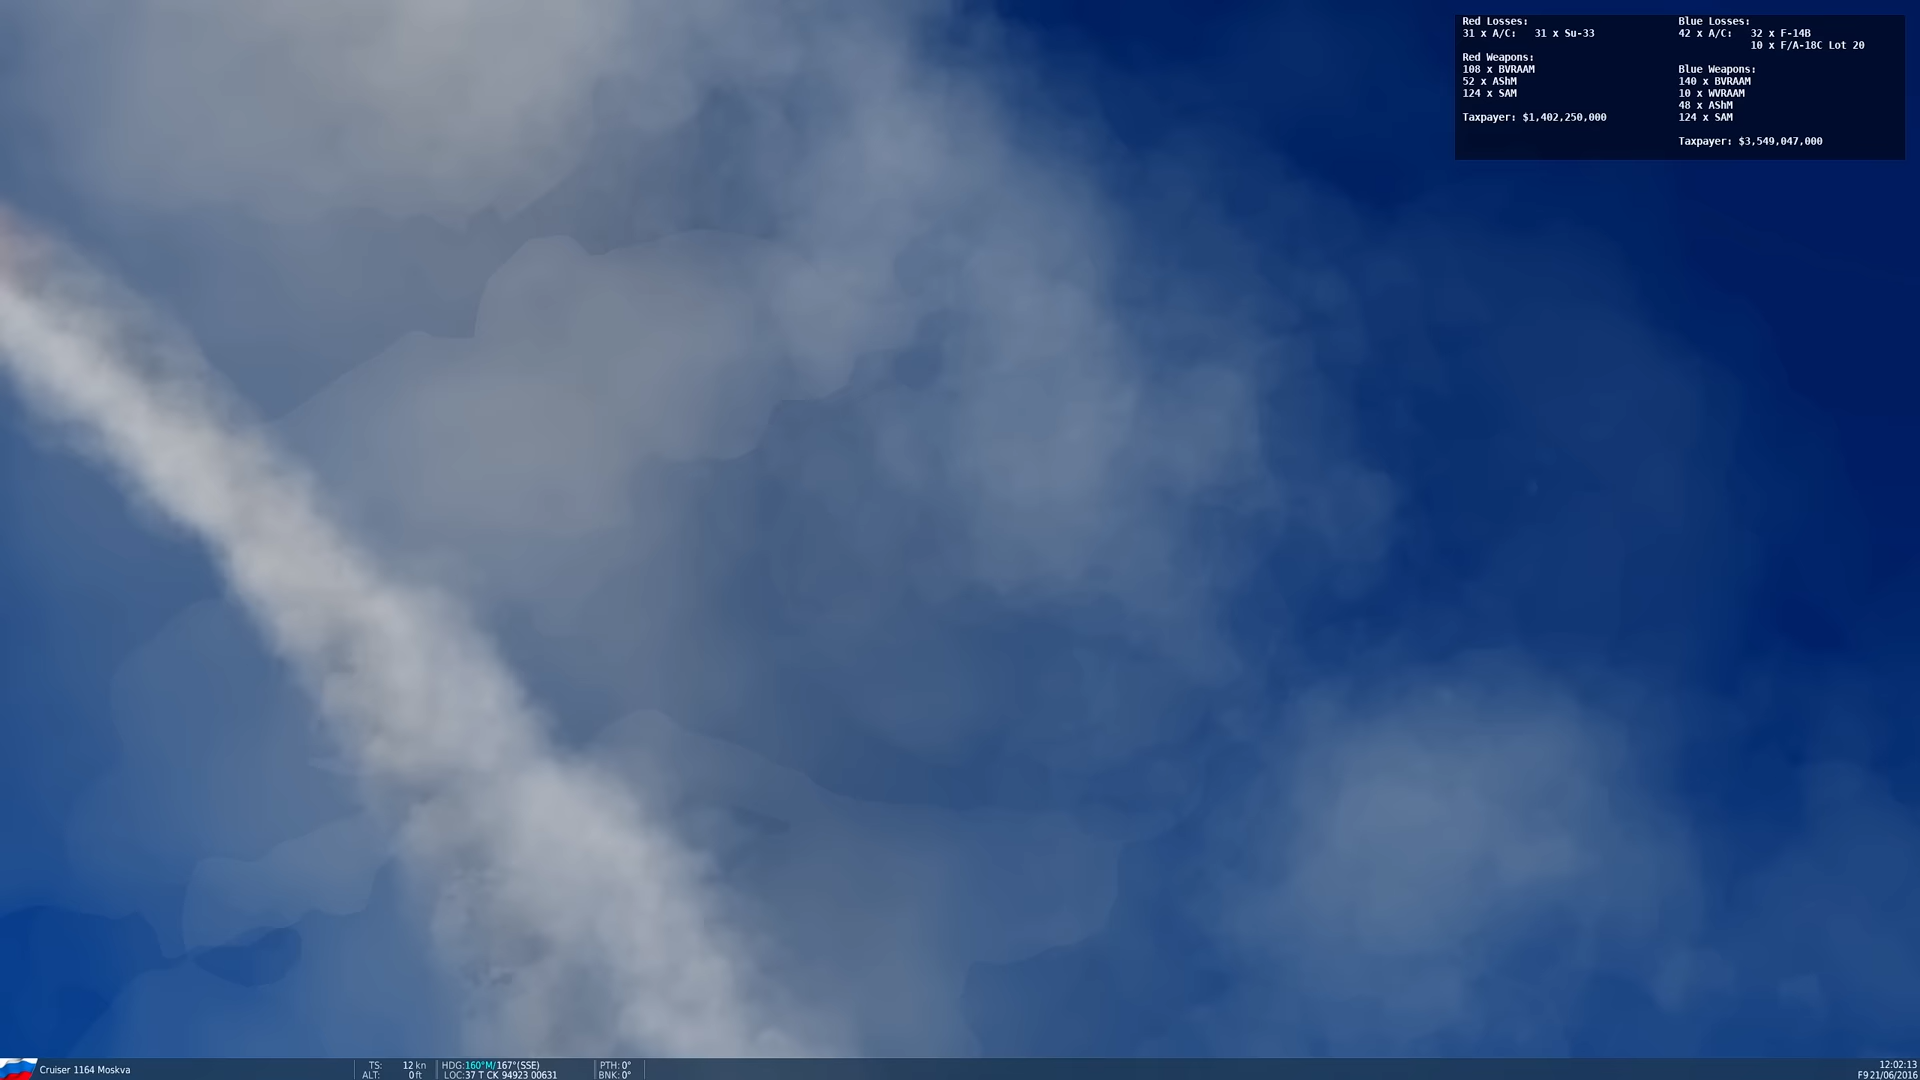 Red Losses:
31 x A/C: 31 x Su-33
Red Weapons:
108 x BVRAAM
52 x AShM
124 x SAM
Taxpayer: $1,402,250,000
Blue Losses:
42 x A/C: 32 x F-14B
10 x F/A-18C Lot 20
Blue Weapons:
140 x BVRAAM
10 x WVRAAM
48 x AShM
124 x SAM
Taxpayer: $3,549,047,000
Cruiser 1164 Moskva
TS: 12 kn
ALT: 0 ft
HDG:160°M/167°(SSE)
LOC:37 T CK 94923 00631
PTH: 0°
BNK: 0°
12:02:13
F9 21/06/2016